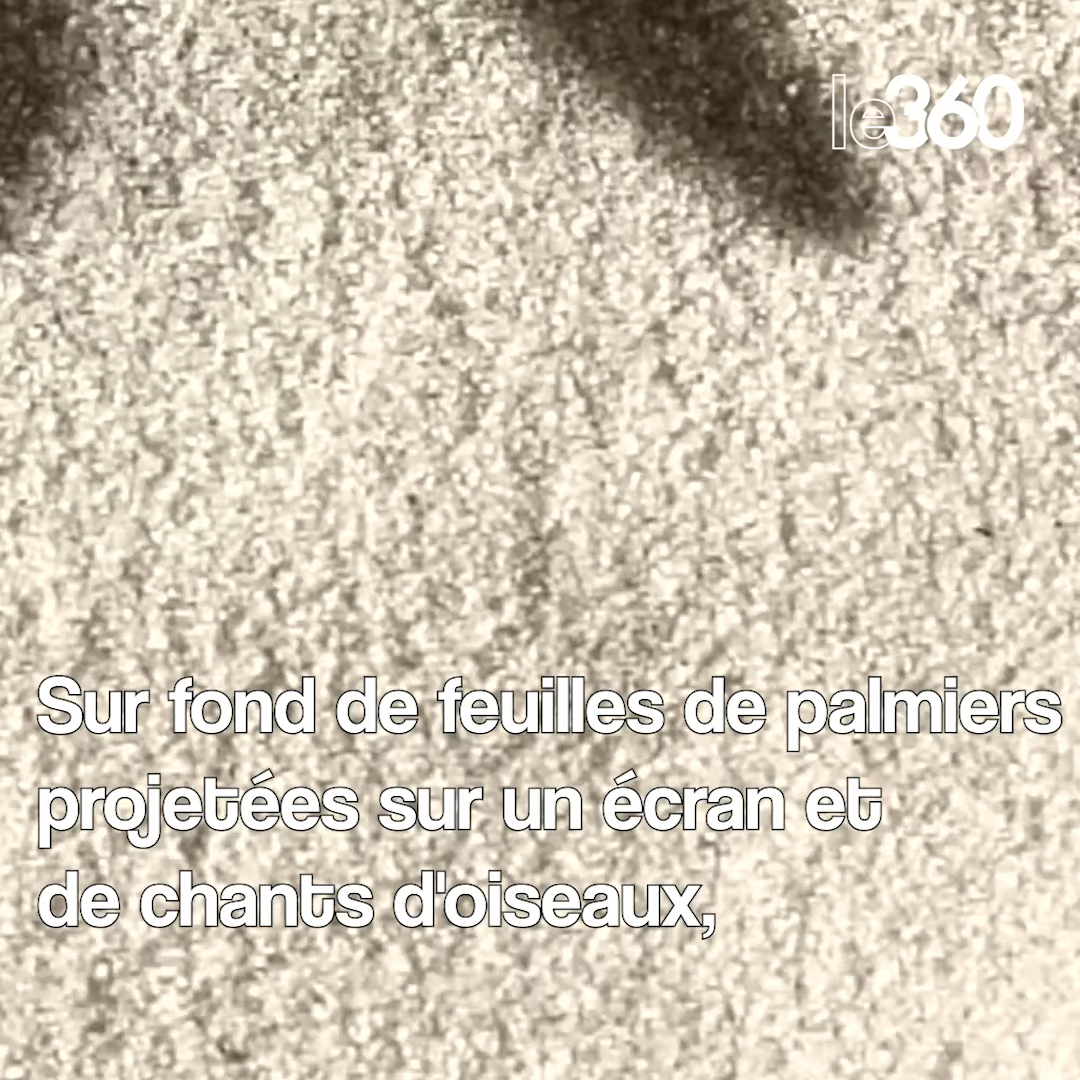 le360
Sur fond de feuilles de palmiers
projetées sur un écran et
de chants d'oiseaux,